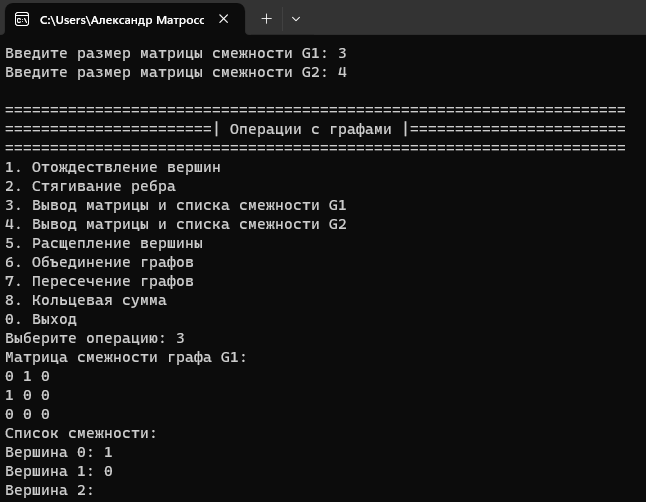 C:\Users\Александр Матросс
Введите размер матрицы смежности G1: 3
Введите размер матрицы смежности G2: 4
=====================================================================
=======================| Операции с графами |========================
=====================================================================
1. Отождествление вершин
2. Стягивание ребра
3. Вывод матрицы и списка смежности G1
4. Вывод матрицы и списка смежности G2
5. Расщепление вершины
6. Объединение графов
7. Пересечение графов
8. Кольцевая сумма
0. Выход
Выберите операцию: 3
Матрица смежности графа G1:
0 1 0
1 0 0
0 0 0
Список смежности:
Вершина 0: 1
Вершина 1: 0
Вершина 2: